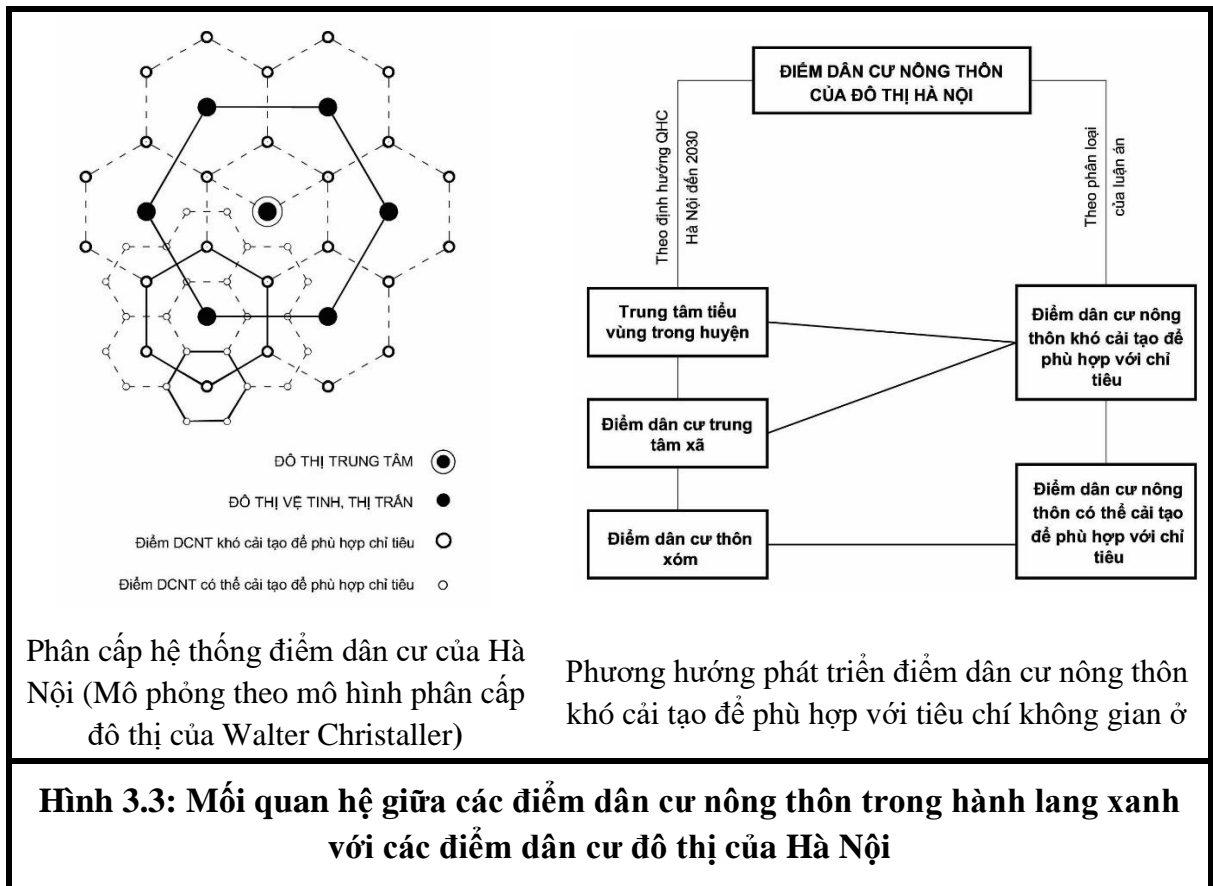 ĐÔ THỊ TRUNG TÂM
ĐÔ THỊ VỆ TINH, THỊ TRẤN
Điểm DCNT khó cải tạo để phù hợp chỉ tiêu
Điểm DCNT có thể cải tạo để phù hợp chỉ tiêu
Phân cấp hệ thống điểm dân cư của Hà
Nội (Mô phỏng theo mô hình phân cấp
đô thị của Walter Christaller)
ĐIỂM DÂN CƯ NÔNG THÔN
CỦA ĐÔ THỊ HÀ NỘI
Theo định hướng QHC
Hà Nội đến 2030
Theo phân loại
của luận án
Trung tâm tiểu
vùng trong huyện
Điểm dân cư trung
tâm xã
Điểm dân cư thôn
xóm
Điểm dân cư nông
thôn khó cải tạo để
phù hợp với chỉ
tiêu
Điểm dân cư nông
thôn có thể cải tạo
để phù hợp với chỉ
tiêu
Phương hướng phát triển điểm dân cư nông thôn
khó cải tạo để phù hợp với tiêu chí không gian ở
Hình 3.3: Mối quan hệ giữa các điểm dân cư nông thôn trong hành lang xanh
với các điểm dân cư đô thị của Hà Nội